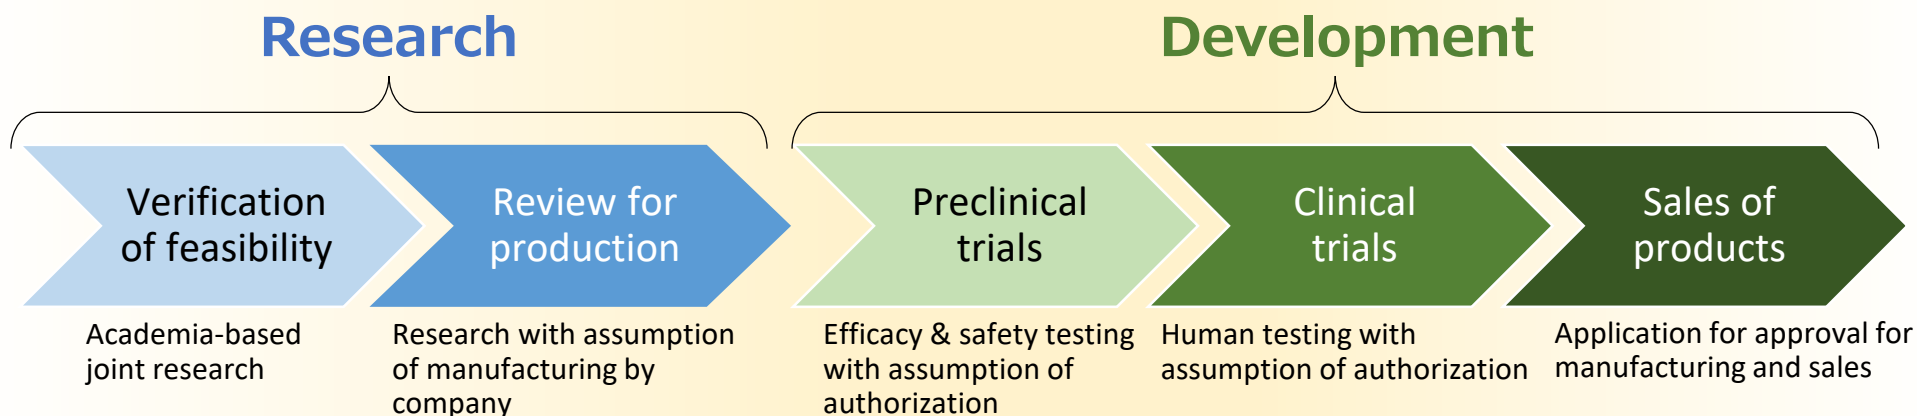 Research
Development
Verification
of feasibility
Review for
production
Preclinical
trials
Clinical
trials
Sales of
products
Academia-based
joint research
Research with assumption
of manufacturing by
company
Efficacy & safety testing
with assumption of
authorization
Human testing with
assumption of authorization
Application for approval for
manufacturing and sales